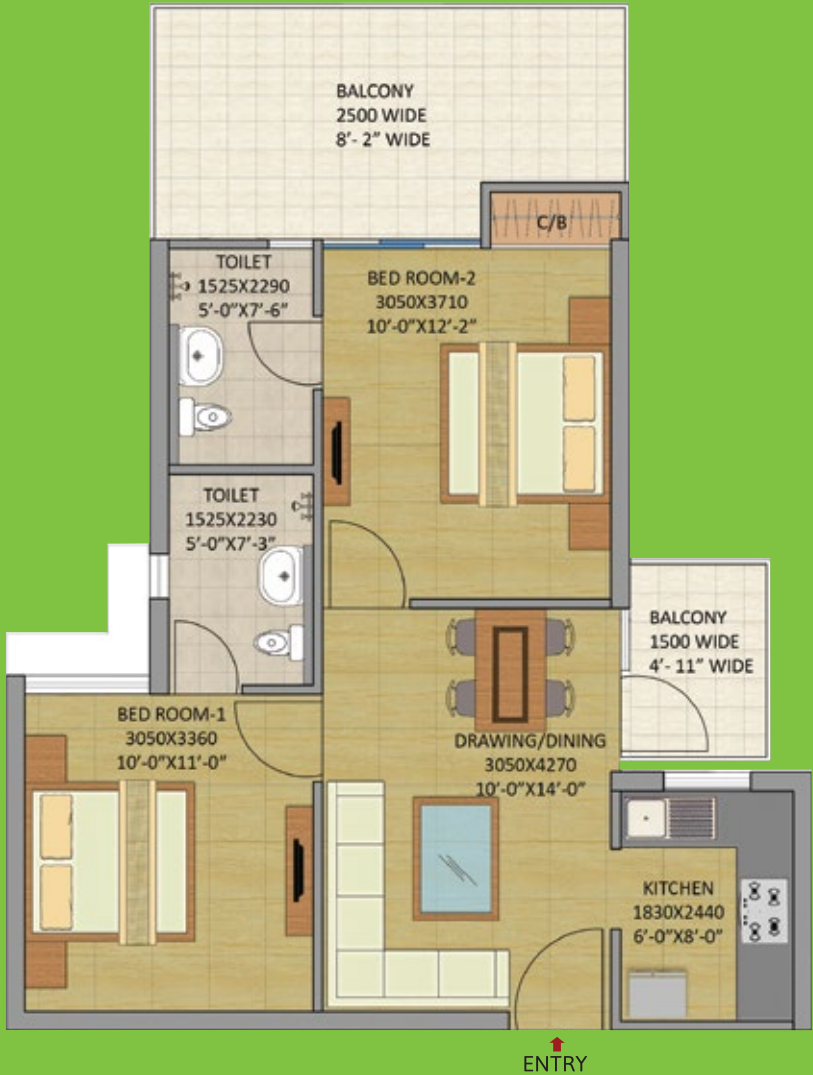 BALCONY
2500 WIDE
8'- 2" WIDE
C/B
TOILET
1525X2290
5'-0"X7'-6"
BED ROOM-2
3050X3710
10'-0"X12'-2"
TOILET
1525X2230
5'-0"X7'-3"
BALCONY
1500 WIDE
4'- 11" WIDE
BED ROOM-1
3050X3360
10'-0"X11'-0"
DRAWING/DINING
3050X4270
10'-0"X14'-0"
KITCHEN
1830X2440
6'-0"X8'-0"
ENTRY